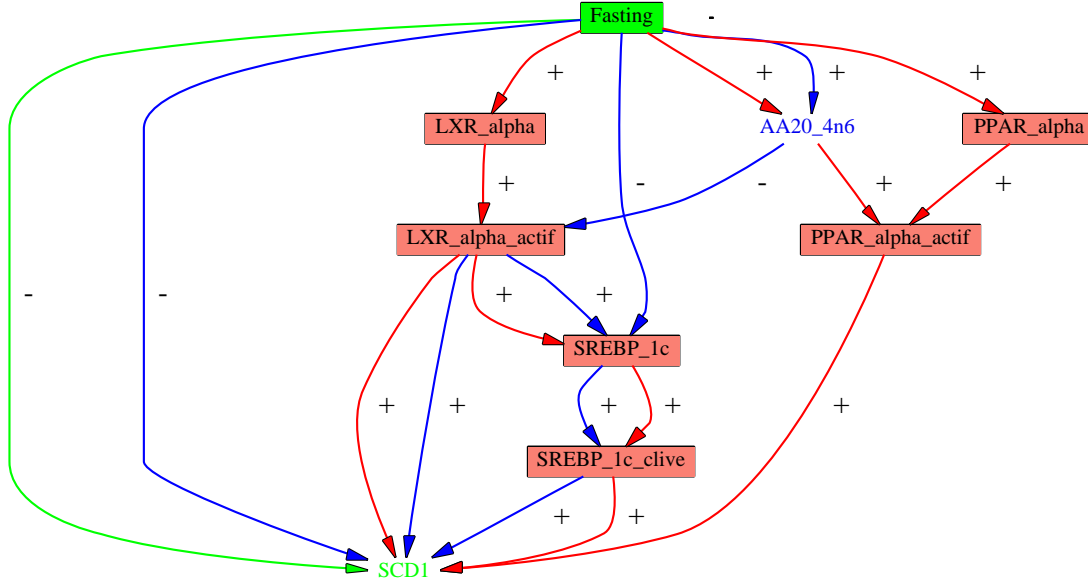 Fasting
-
+
+
+
+
LXR_alpha
AA20_4n6
PPAR_alpha
+
-
-
+
+
LXR_alpha_actif
PPAR_alpha_actif
-
-
+
+
SREBP_1c
+
+
+
+
+
SREBP_1c_clive
+
+
SCD1